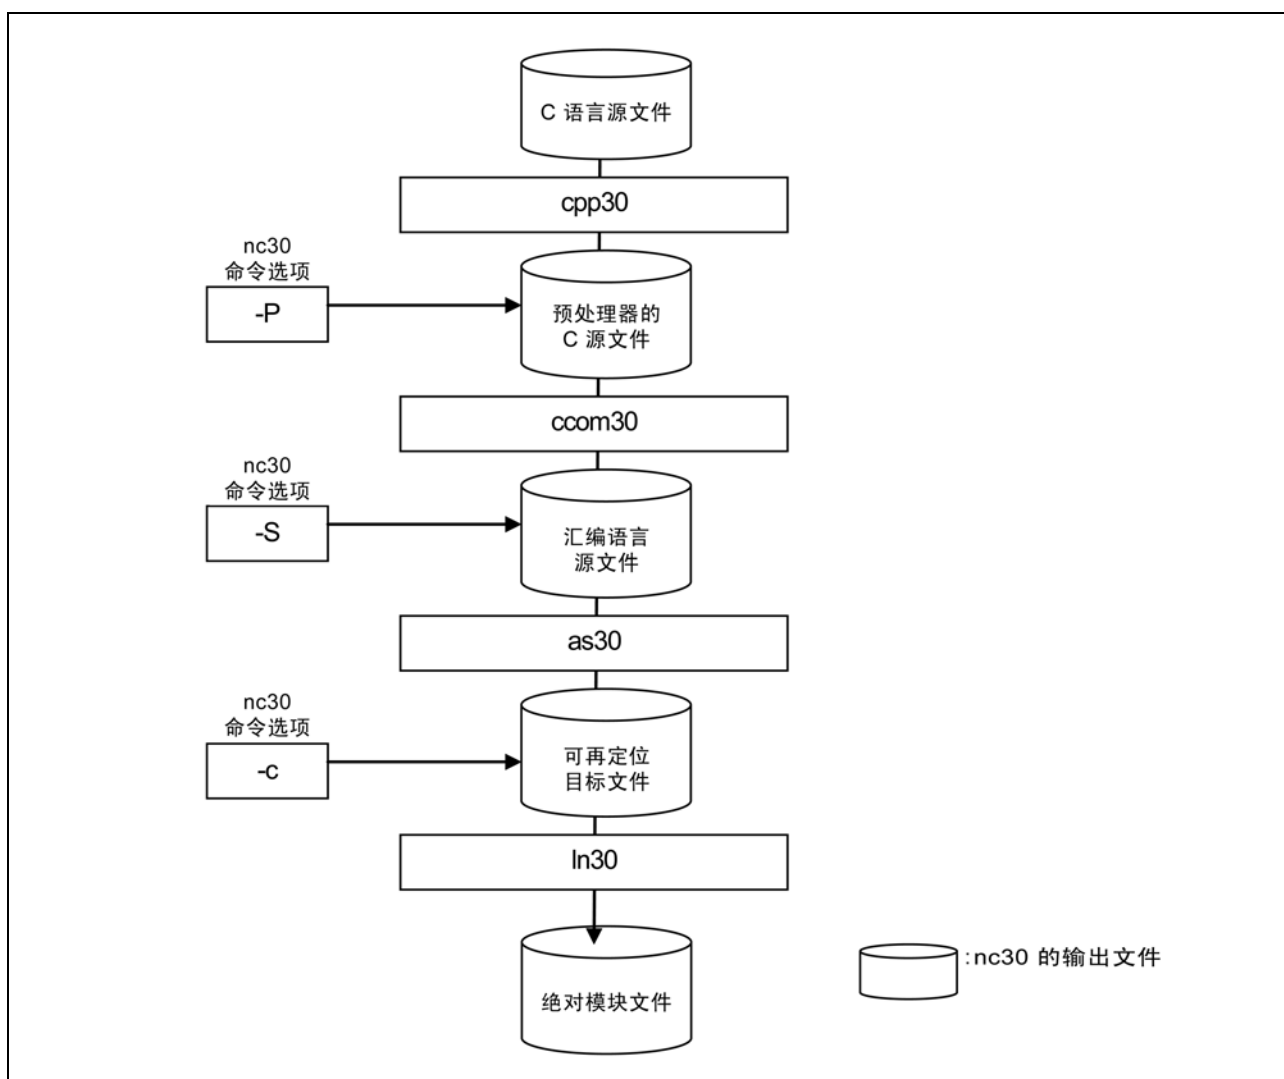 C 语言源文件
cpp30
nc30
命令选项
-P
预处理器的
C 源文件
ccom30
nc30
命令选项
-S
汇编语言
源文件
as30
nc30
命令选项
-c
可再定位
目标文件
ln30
绝对模块文件
:nc30 的输出文件